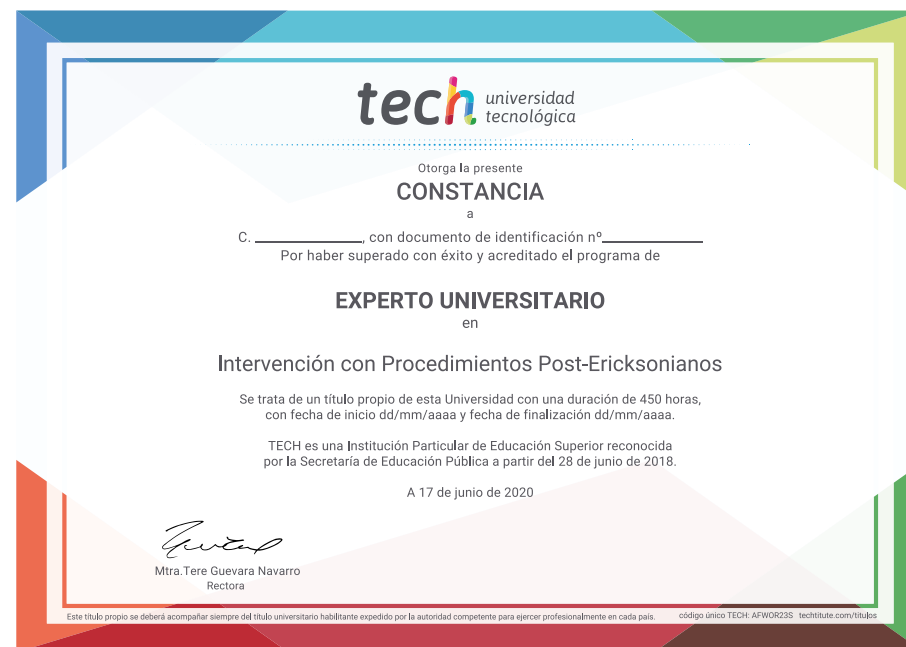 tech universidad
tecnológica
Otorga la presente
CONSTANCIA
a
C. ______________, con documento de identificación nº_____________
Por haber superado con éxito y acreditado el programa de
EXPERTO UNIVERSITARIO
en
Intervención con Procedimientos Post-Ericksonianos
Se trata de un título propio de esta Universidad con una duración de 450 horas,
con fecha de inicio dd/mm/aaaa y fecha de finalización dd/mm/aaaa.
TECH es una Institución Particular de Educación Superior reconocida
por la Secretaría de Educación Pública a partir del 28 de junio de 2018.
A 17 de junio de 2020
Mtra.Tere Guevara Navarro
Rectora
Este título propio se deberá acompañar siempre del título universitario habilitante expedido por la autoridad competente para ejercer profesionalmente en cada país. código único TECH: AFWOR23S techtitute.com/titulos